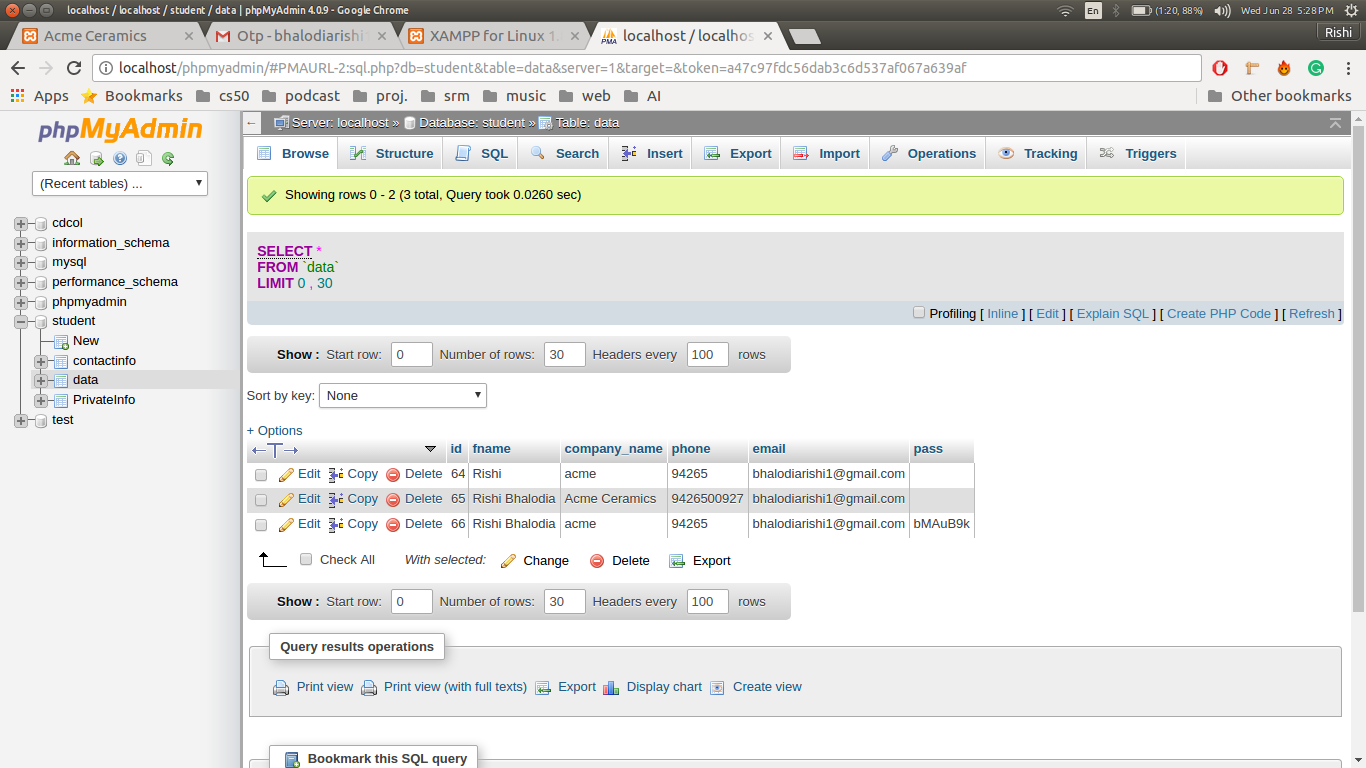 localhost / localhost / student / data | phpMyAdmin 4.0.9 - Google Chrome
En (1:20, 88%) Wed Jun 28 5:28 PM
Acme Ceramics
Otp - bhalodiarishi
XAMPP for Linux 1.
localhost / localhos
Rishi
localhost/phpmyadmin/#PMAURL-2:sql.php?db=student&table=data&server=1&target=&token=a47c97fdc56dab3c6d537af067a639af
Apps Bookmarks cs50 podcast proj. srm music web AI Other bookmarks
phpMyAdmin
(Recent tables) ...
cdcol
information_schema
mysql
performance_schema
phpmyadmin
student
New
contactinfo
data
PrivateInfo
test
Server: localhost » Database: student » Table: data
Browse Structure SQL Search Insert Export Import Operations Tracking Triggers
Showing rows 0 - 2 (3 total, Query took 0.0260 sec)
SELECT *
FROM `data`
LIMIT 0 , 30
Profiling [ Inline ] [ Edit ] [ Explain SQL ] [ Create PHP Code ] [ Refresh ]
Show : Start row: 0 Number of rows: 30 Headers every 100 rows
Sort by key: None
+ Options
id fname company_name phone email pass
Edit Copy Delete 64 Rishi acme 94265 bhalodiarishi1@gmail.com
Edit Copy Delete 65 Rishi Bhalodia Acme Ceramics 9426500927 bhalodiarishi1@gmail.com
Edit Copy Delete 66 Rishi Bhalodia acme 94265 bhalodiarishi1@gmail.com bMAuB9k
Check All With selected: Change Delete Export
Show : Start row: 0 Number of rows: 30 Headers every 100 rows
Query results operations
Print view Print view (with full texts) Export Display chart Create view
Bookmark this SQL query